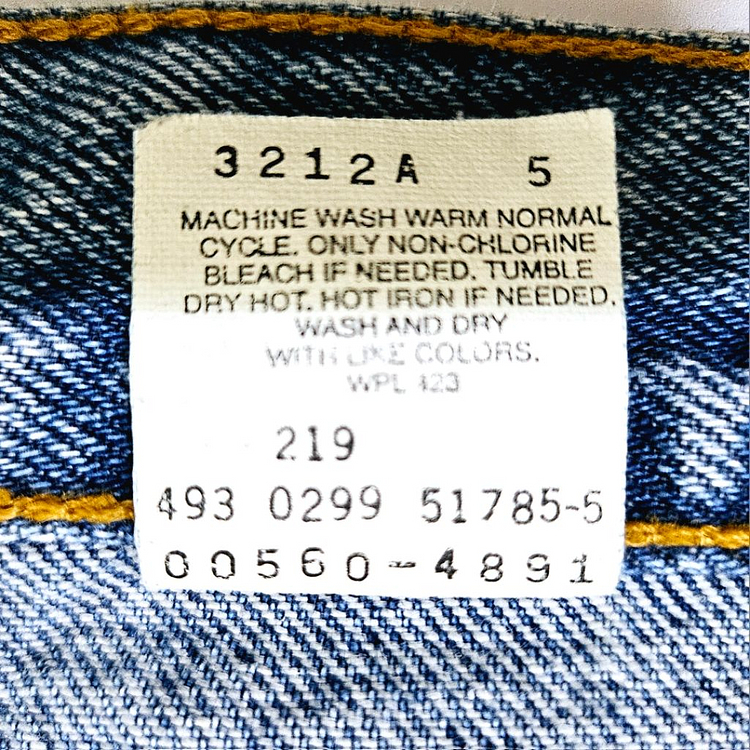 3212A 5
MACHINE WASH WARM NORMAL
CYCLE. ONLY NON-CHLORINE
BLEACH IF NEEDED. TUMBLE
DRY HOT. HOT IRON IF NEEDED.
WASH AND DRY
WITH LIKE COLORS.
WPL 423
219
493 0299 51785-5
00560-4891